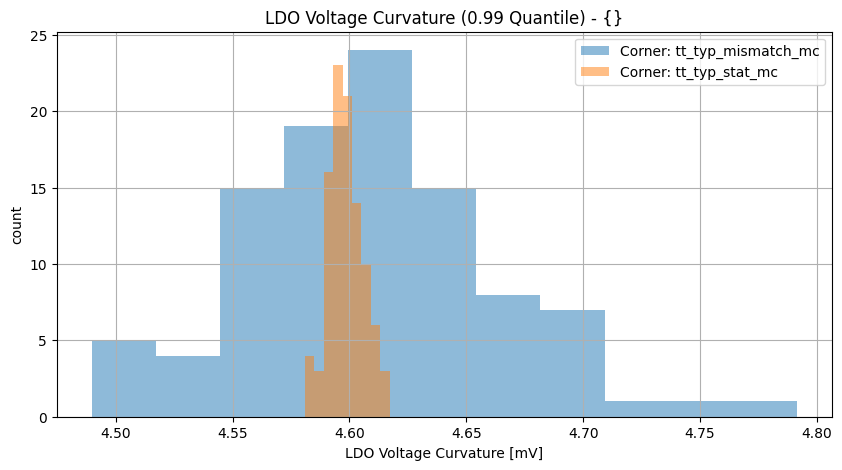 LDO Voltage Curvature (0.99 Quantile) - {}
Corner: tt_typ_mismatch_mc
Corner: tt_typ_stat_mc
count
25
20
15
10
5
0
4.50 4.55 4.60 4.65 4.70 4.75 4.80
LDO Voltage Curvature [mV]